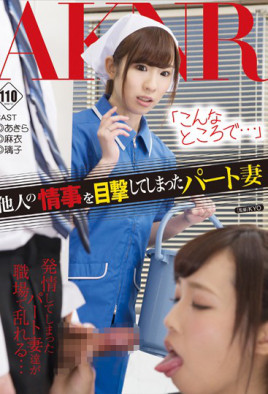 AKNR
110
CAST
◎あきら
◎麻衣
◎璃子
「こんな
ところで…」
他人の情事を目撃してしまったパート妻
発情してしまった
パート妻達が
職場で乱れる…